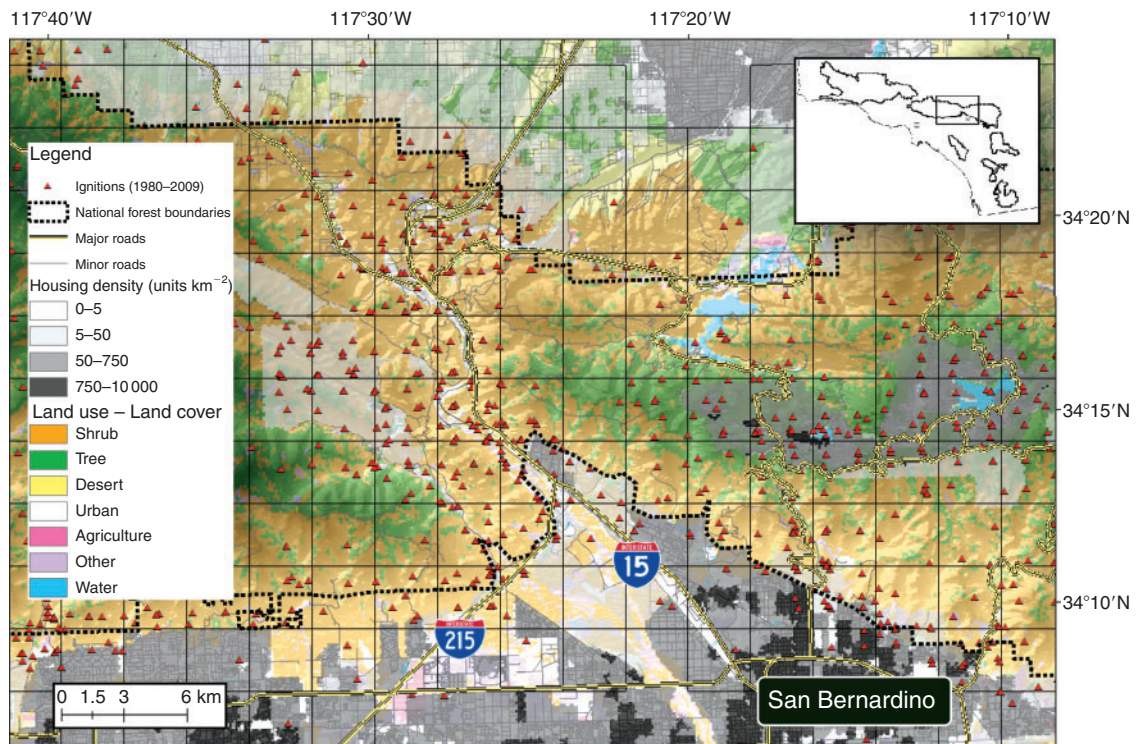 117°40′W
117°30′W
117°20′W
117°10′W
Legend
Ignitions (1980–2009)
National forest boundaries
Major roads
Minor roads
Housing density (units km⁻²)
0–5
5–50
50–750
750–10 000
Land use – Land cover
Shrub
Tree
Desert
Urban
Agriculture
Other
Water
34°20′N
34°15′N
34°10′N
INTERSTATE
15
INTERSTATE
215
0 1.5 3 6 km
San Bernardino